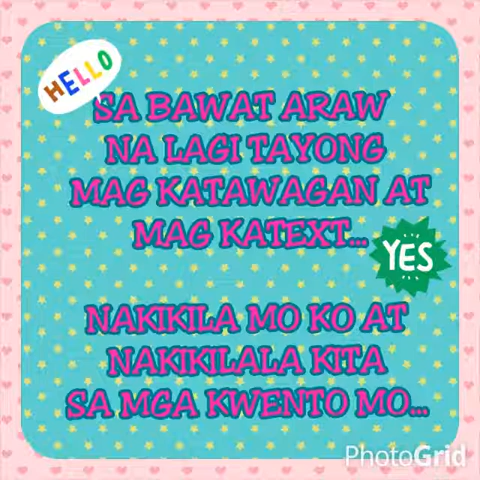 HELLO
SA BAWAT ARAW
NA LAGI TAYONG
MAG KATAWAGAN AT
MAG KATEXT...
YES
NAKIKILA MO KO AT
NAKIKILALA KITA
SA MGA KWENTO MO...
PhotoGrid